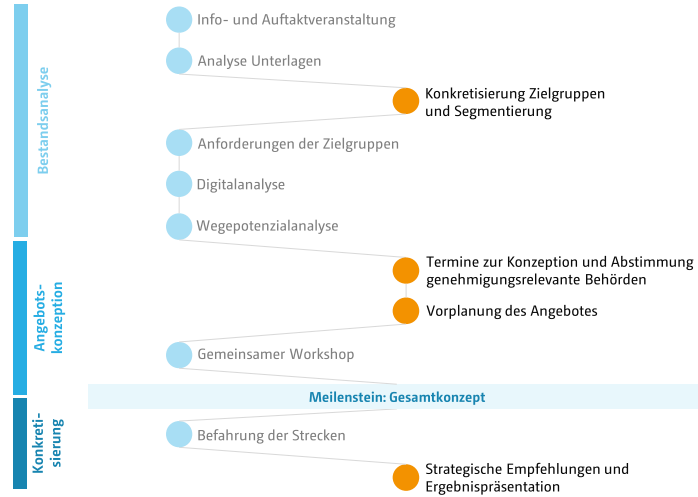 Bestandsanalyse
Info- und Auftaktveranstaltung
Analyse Unterlagen
Konkretisierung Zielgruppen
und Segmentierung
Anforderungen der Zielgruppen
Digitalanalyse
Wegepotenzialanalyse
Angebots-
konzeption
Termine zur Konzeption und Abstimmung
genehmigungsrelevante Behörden
Vorplanung des Angebotes
Gemeinsamer Workshop
Meilenstein: Gesamtkonzept
Konkreti-
sierung
Befahrung der Strecken
Strategische Empfehlungen und
Ergebnispräsentation